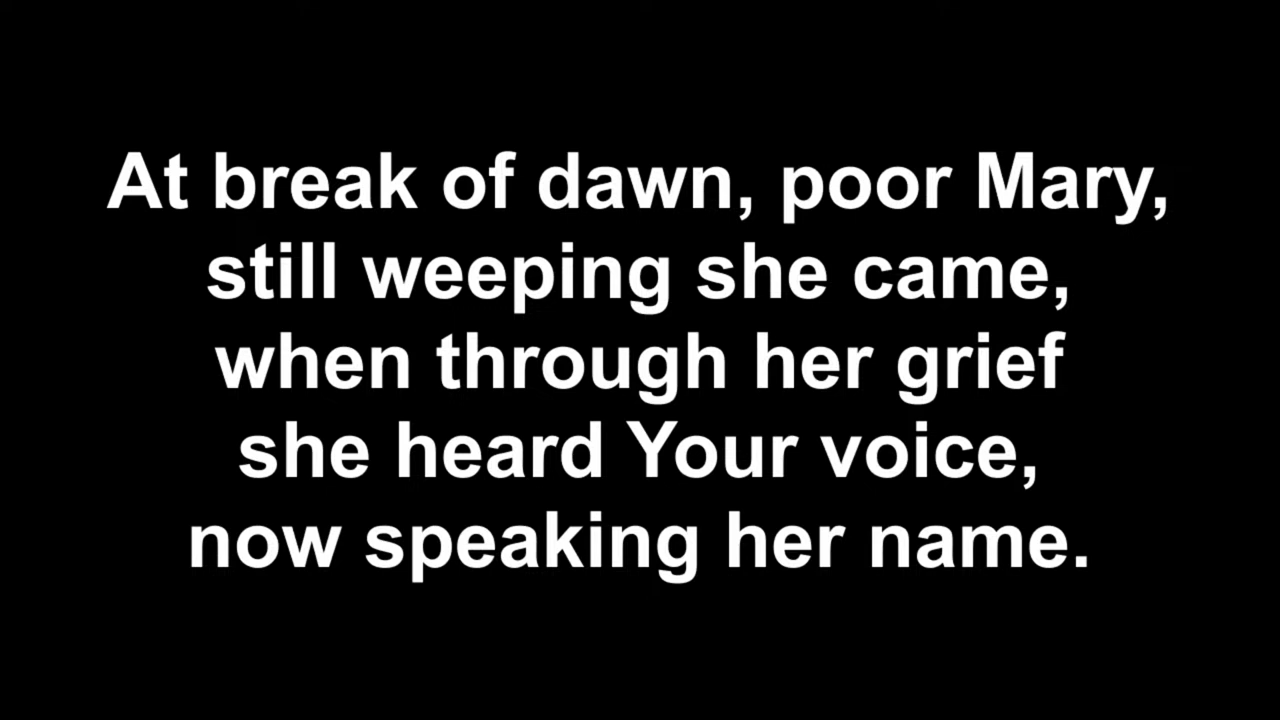 At break of dawn, poor Mary,
still weeping she came,
when through her grief
she heard Your voice,
now speaking her name.